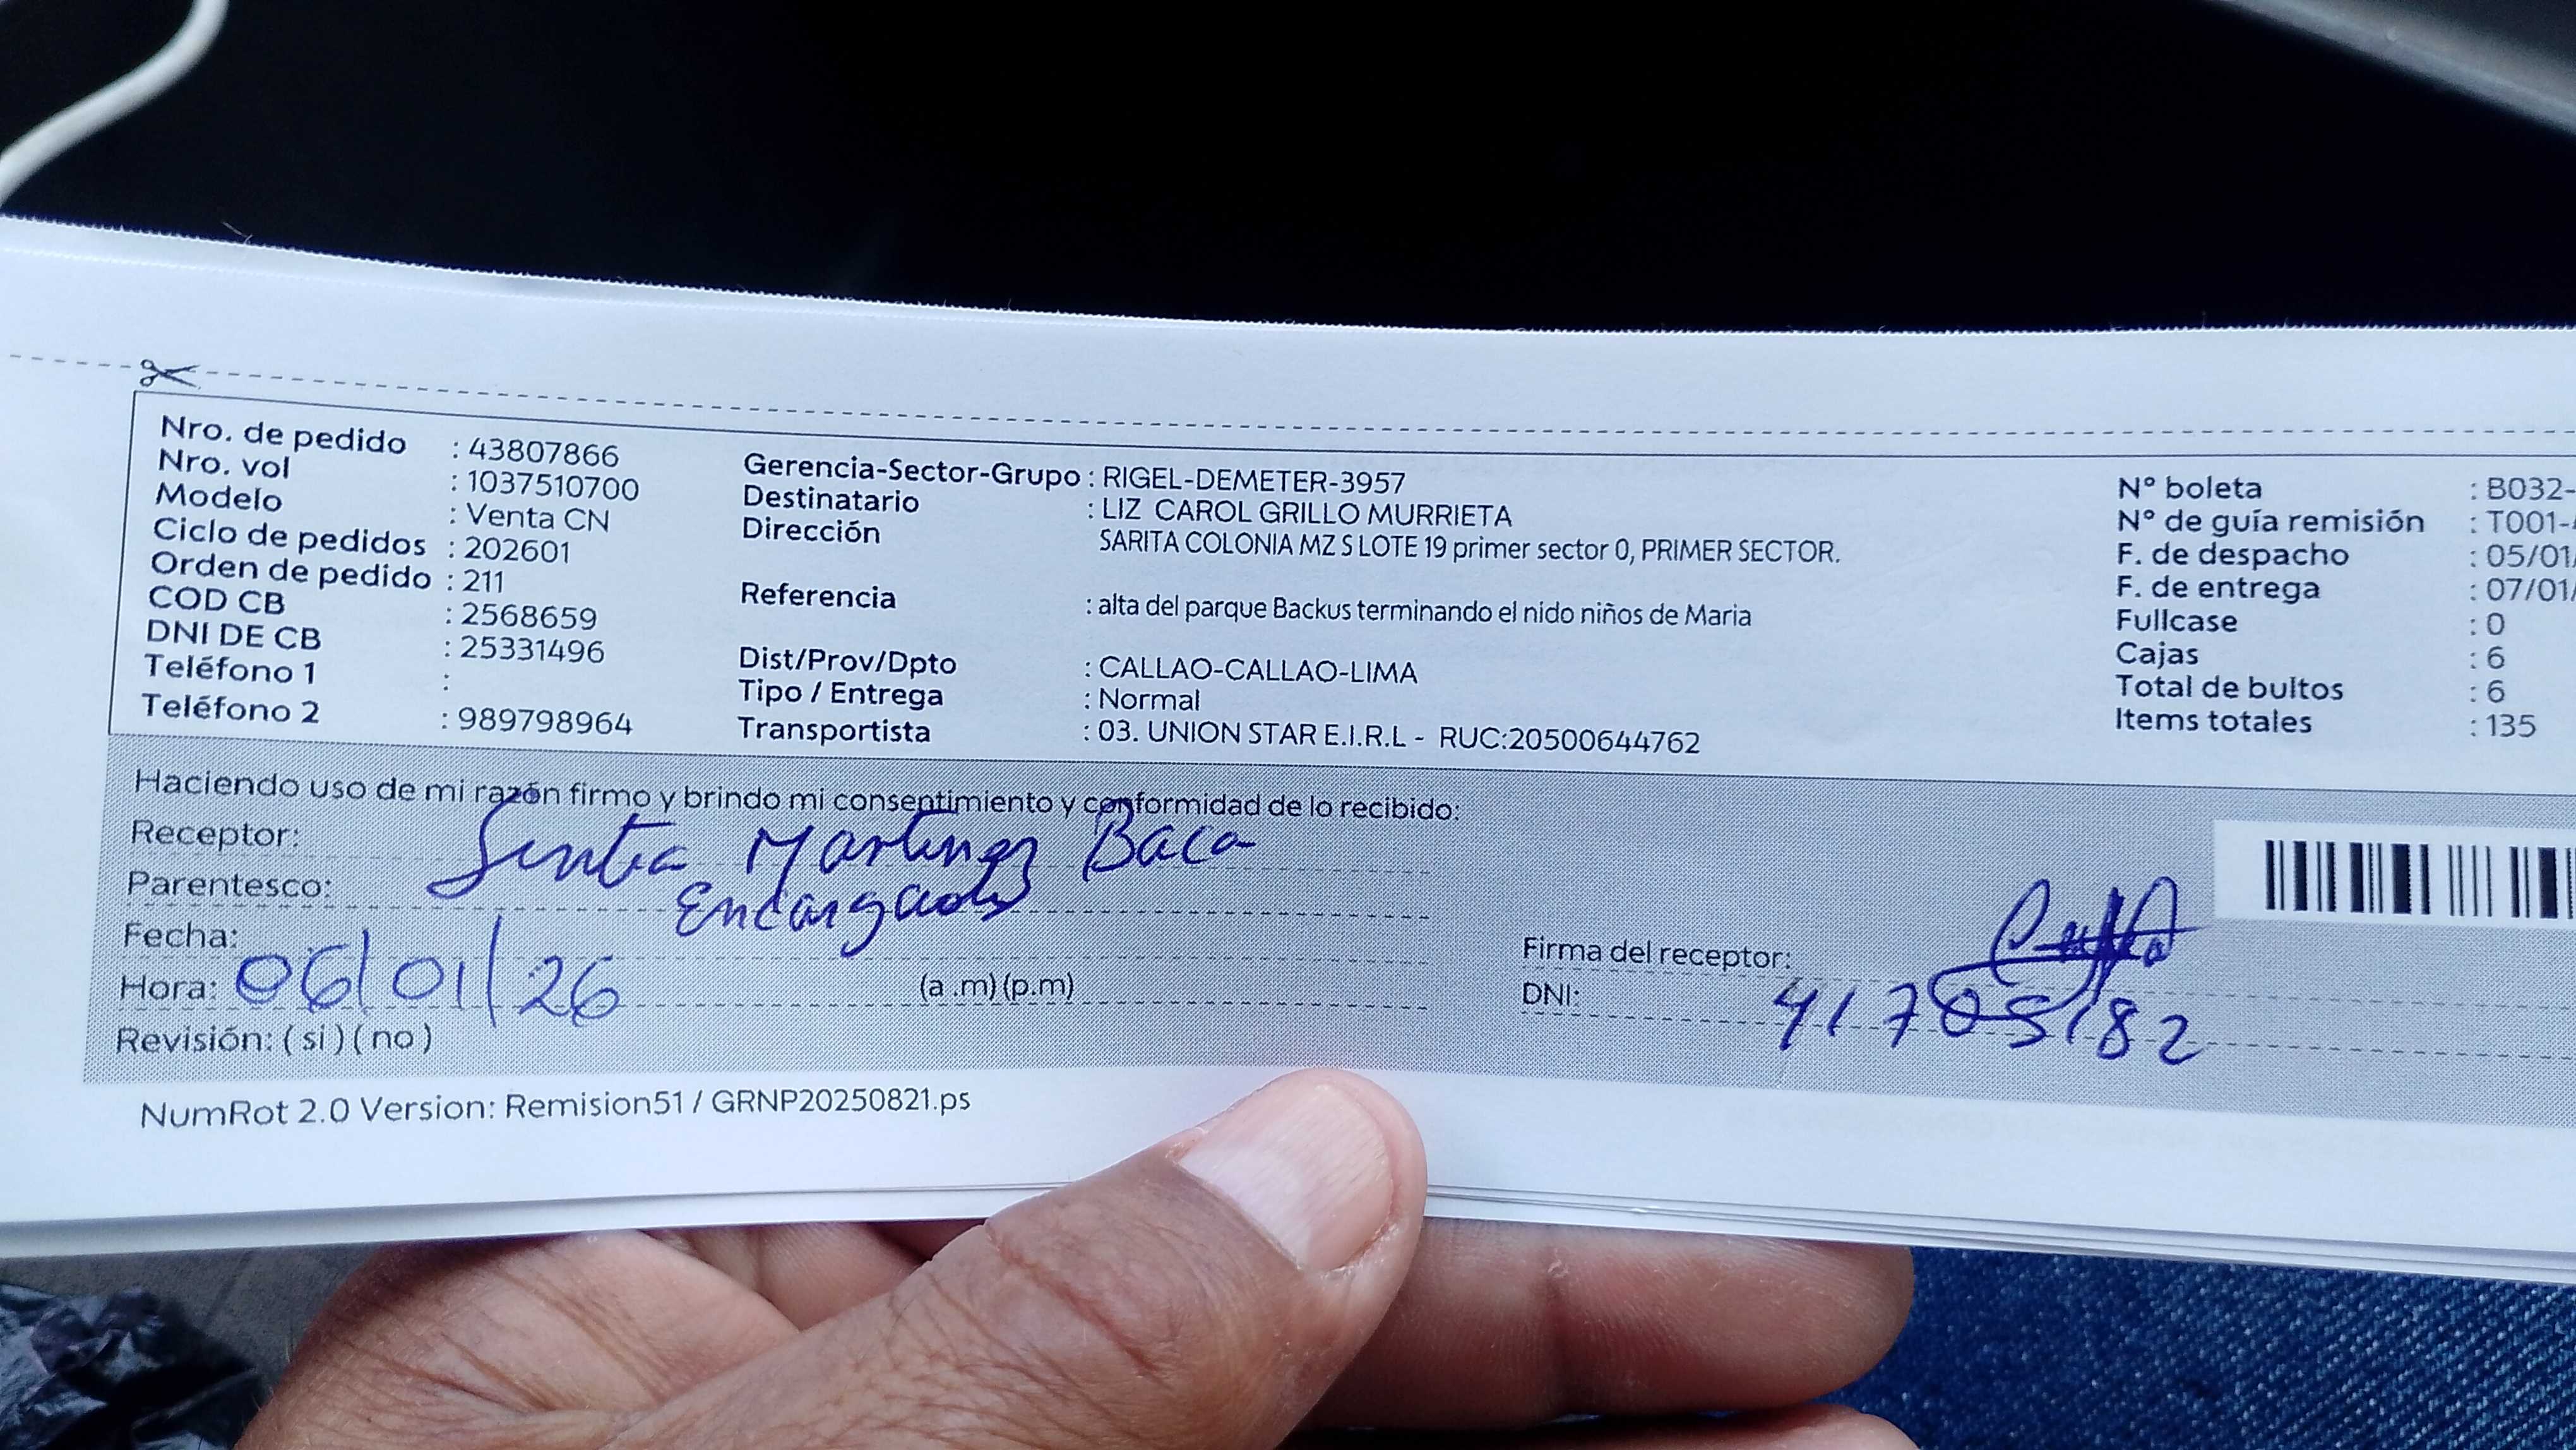 Nro. de pedido : 43807866
Nro. vol : 1037510700
Modelo : Venta CN
Ciclo de pedidos : 202601
Orden de pedido : 211
COD CB : 2568659
DNI DE CB : 25331496
Teléfono 1 :
Teléfono 2 : 989798964
Gerencia-Sector-Grupo : RIGEL-DEMETER-3957
Destinatario : LIZ CAROL GRILLO MURRIETA
Dirección SARITA COLONIA MZ S LOTE 19 primer sector 0, PRIMER SECTOR.
Referencia : alta del parque Backus terminando el nido niños de Maria
Dist/Prov/Dpto : CALLAO-CALLAO-LIMA
Tipo / Entrega : Normal
Transportista : 03. UNION STAR E.I.R.L - RUC:20500644762
N° boleta : B032-
N° de guía remisión : T001-
F. de despacho : 05/01/
F. de entrega : 07/01/
Fullcase : 0
Cajas : 6
Total de bultos : 6
Items totales : 135
Haciendo uso de mi razón firmo y brindo mi consentimiento y conformidad de lo recibido:
Receptor: Sintia Martinez Baca
Parentesco: Encargada
Fecha: 06/01/26
Hora: (a .m) (p.m)
Revisión: ( si ) ( no )
Firma del receptor:
DNI: 41705182
NumRot 2.0 Version: Remision51 / GRNP20250821.ps